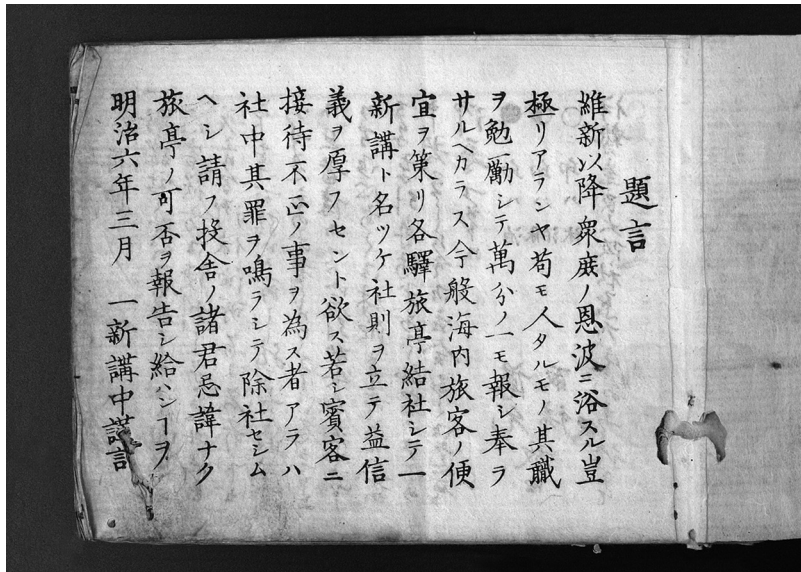 題言
維新以降衆庻ノ恩波ニ浴スル豈
極リアランヤ苟モ人タルモノ其職
ヲ勉勵シテ萬分ノ一モ報シ奉ラ
サルヘカラス今般海内旅客ノ便
宜ヲ策リ各驛旅亭結社シテ一
新講ト名ツケ社則ヲ立テ益信
義ヲ厚フセント欲ス若シ賓客ニ
接待不正ノ事ヲ為ス者アラハ
社中其罪ヲ鳴ラシテ除社セシム
ヘシ請フ投舎ノ諸君忌諱ナク
旅亭ノ可否ヲ報告シ給ハンヿヲ
明治六年三月 一新講中謹言